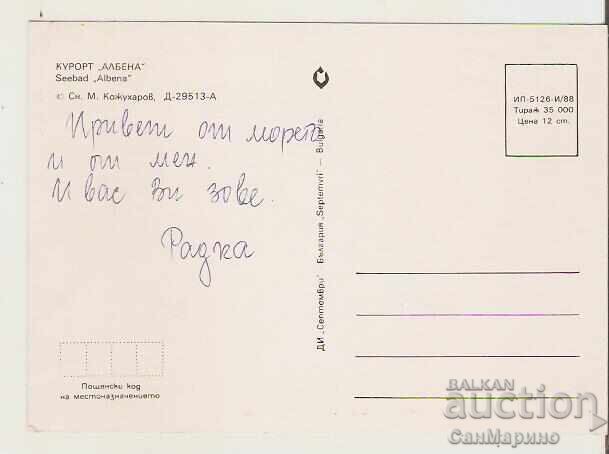 КУРОРТ „АЛБЕНА"
Seebad „Albena"
© Сн. М. Кожухаров, Д-29513-А
Привет от морето
и от мен.
И вас Ви зове.
Радка
Пощенски код
на местоназначението
ДИ „Септември" България „Septemvri" — Bulgaria
ИП-5126-И/88
Тираж 35 000
Цена 12 ст.
BALKAN
auction
СанМарино